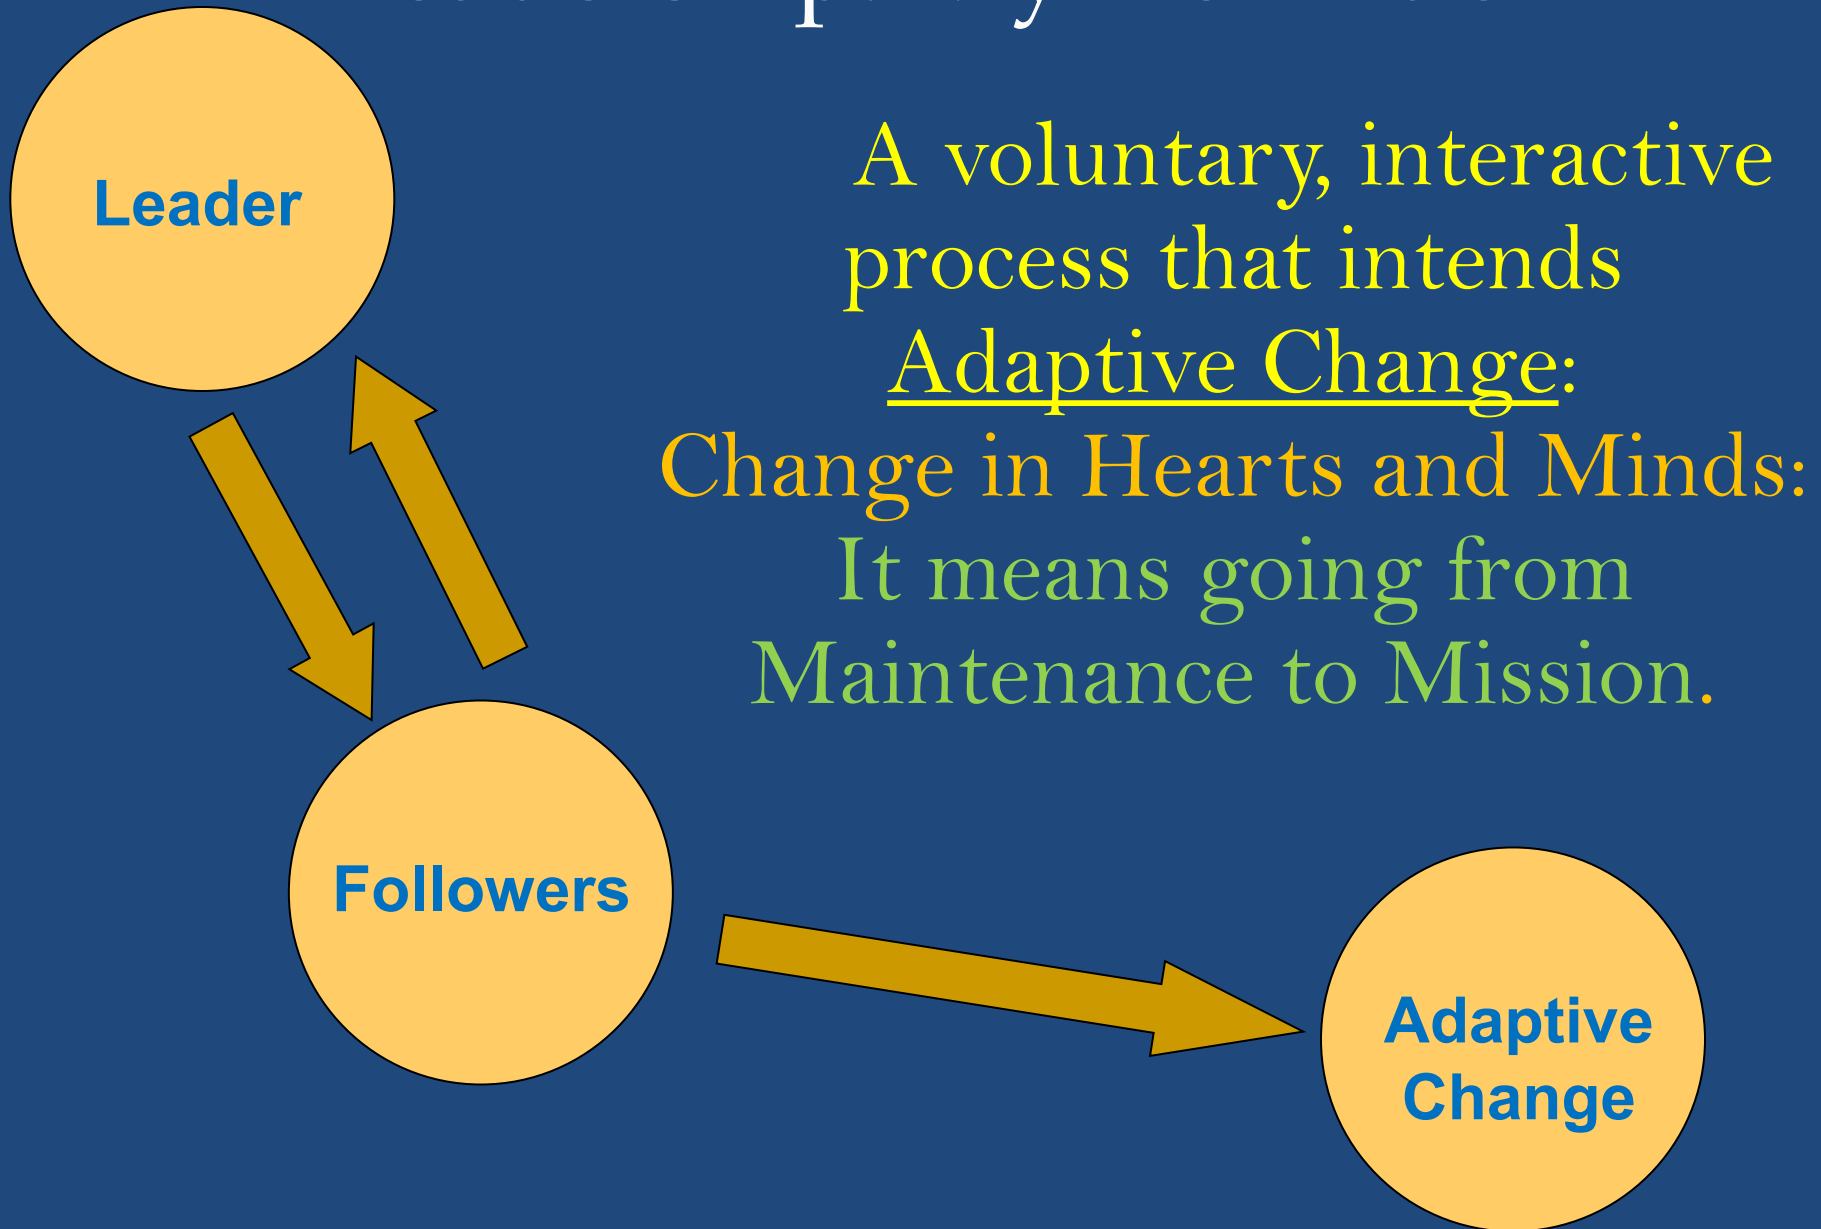 Leader
A voluntary, interactive
process that intends
Adaptive Change:
Change in Hearts and Minds:
It means going from
Maintenance to Mission.
Followers
Adaptive
Change